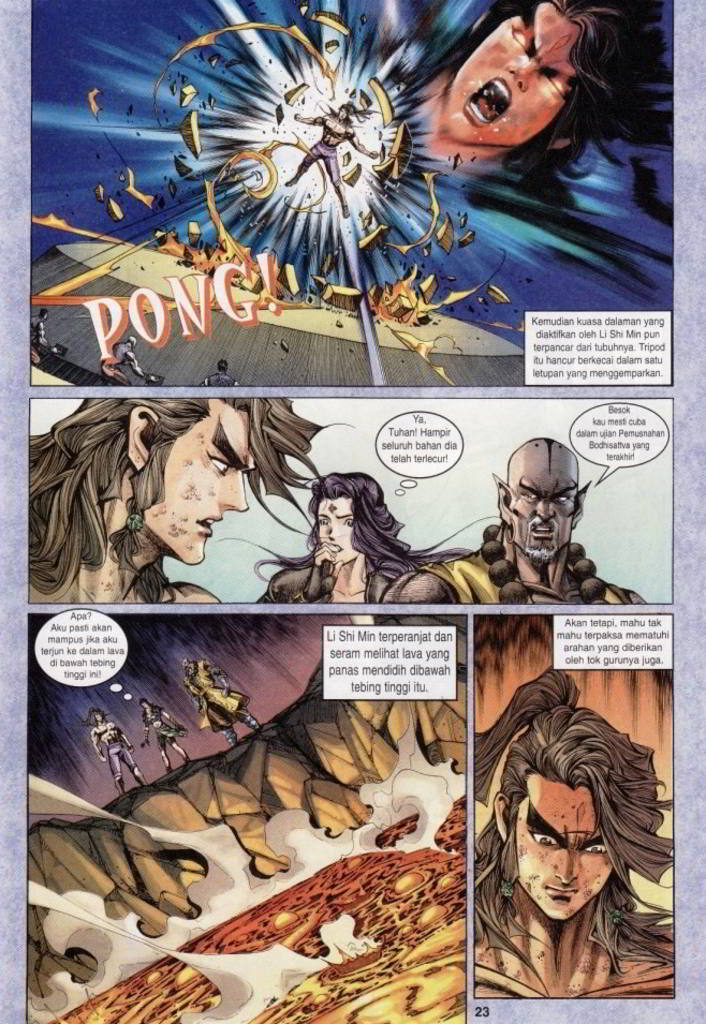 PONG!
Kemudian kuasa dalaman yang
diaktifkan oleh Li Shi Min pun
terpancar dari tubuhnya. Tripod
itu hancur berkecai dalam satu
letupan yang menggemparkan.
Ya,
Tuhan! Hampir
seluruh bahan dia
telah terlecur!
Besok
kau mesti cuba
dalam ujian Pemusnahan
Bodhisattva yang
terakhir!
Apa?
Aku pasti akan
mampus jika aku
terjun ke dalam lava
di bawah tebing
tinggi ini!
Li Shi Min terperanjat dan
seram melihat lava yang
panas mendidih dibawah
tebing tinggi itu.
Akan tetapi, mahu tak
mahu terpaksa mematuhi
arahan yang diberikan
oleh tok gurunya juga.
23